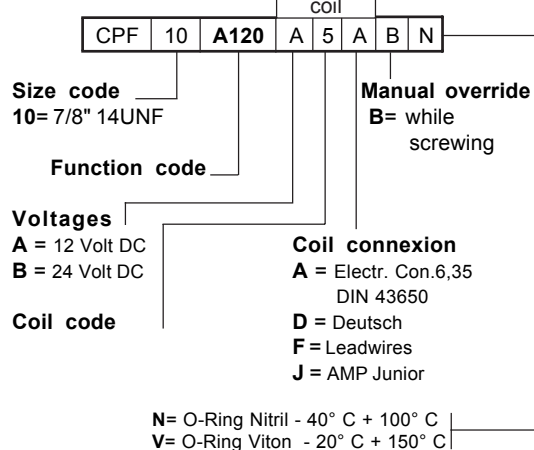 coil
CPF 10 A120 A 5 A B N
Size code
10= 7/8" 14UNF
Manual override
B= while
screwing
Function code
Voltages
A = 12 Volt DC
B = 24 Volt DC
Coil connexion
A = Electr. Con.6,35
DIN 43650
D = Deutsch
F = Leadwires
J = AMP Junior
Coil code
N= O-Ring Nitril - 40° C + 100° C
V= O-Ring Viton - 20° C + 150° C